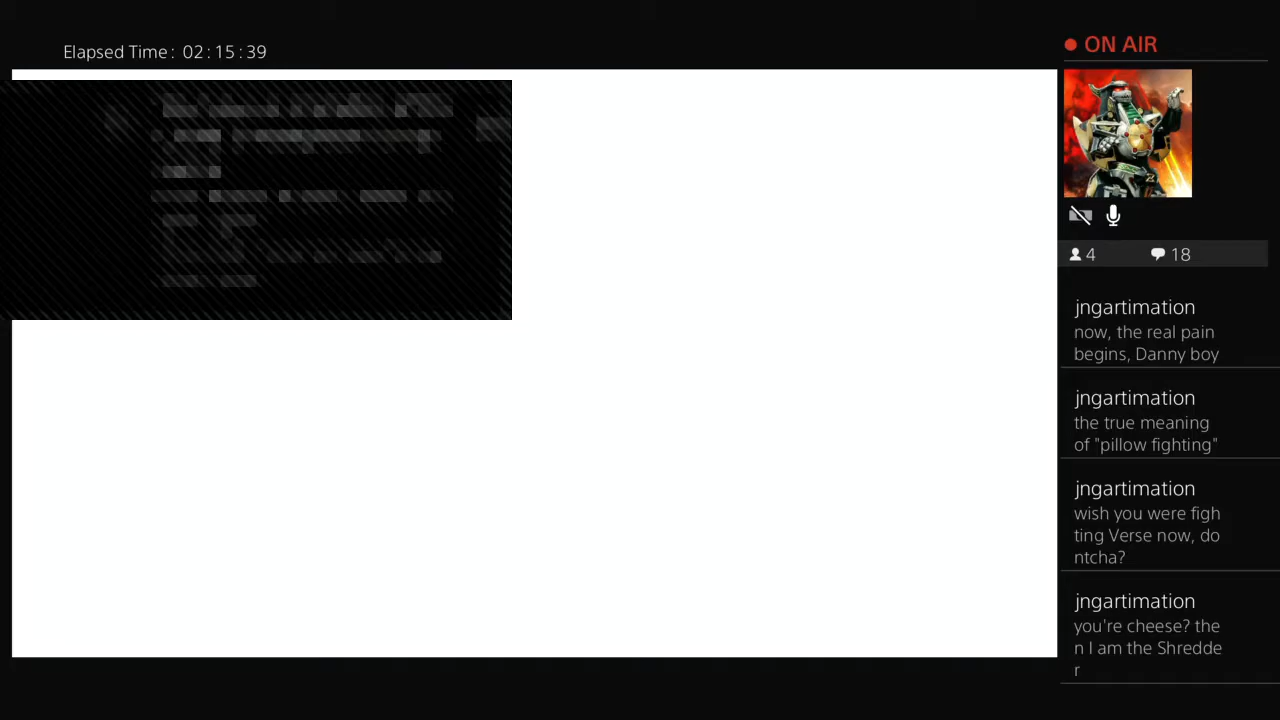 Elapsed Time: 02:15:39
ON AIR
4 18
jngartimation
now, the real pain
begins, Danny boy
jngartimation
the true meaning
of "pillow fighting"
jngartimation
wish you were figh
ting Verse now, do
ntcha?
jngartimation
you're cheese? the
n I am the Shredde
r